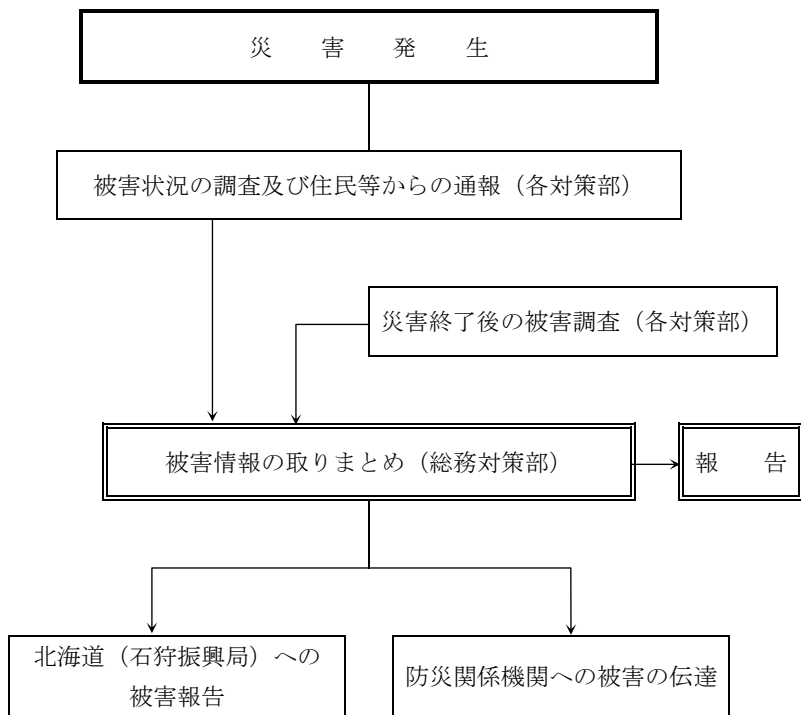 災　害　発　生
被害状況の調査及び住民等からの通報（各対策部）
災害終了後の被害調査（各対策部）
被害情報の取りまとめ（総務対策部）
報　告
北海道（石狩振興局）への
被害報告
防災関係機関への被害の伝達